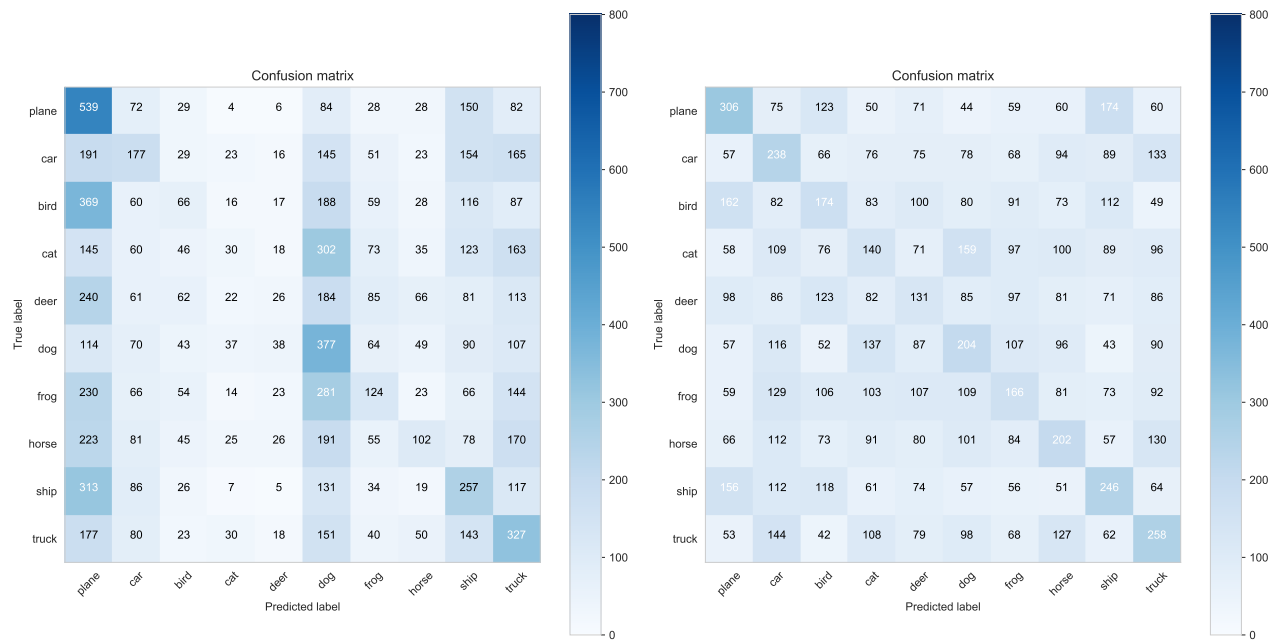 Confusion matrix
plane 539 72 29 4 6 84 28 28 150 82
car 191 177 29 23 16 145 51 23 154 165
bird 369 60 66 16 17 188 59 28 116 87
cat 145 60 46 30 18 302 73 35 123 163
deer 240 61 62 22 26 184 85 66 81 113
dog 114 70 43 37 38 377 64 49 90 107
frog 230 66 54 14 23 281 124 23 66 144
horse 223 81 45 25 26 191 55 102 78 170
ship 313 86 26 7 5 131 34 19 257 117
truck 177 80 23 30 18 151 40 50 143 327
plane car bird cat deer dog frog horse ship truck
True label
Predicted label
800
700
600
500
400
300
200
100
0
Confusion matrix
plane 306 75 123 50 71 44 59 60 174 60
car 57 238 66 76 75 78 68 94 89 133
bird 162 82 174 83 100 80 91 73 112 49
cat 58 109 76 140 71 159 97 100 89 96
deer 98 86 123 82 131 85 97 81 71 86
dog 57 116 52 137 87 204 107 96 43 90
frog 59 129 106 103 107 109 166 81 73 92
horse 66 112 73 91 80 101 84 202 57 130
ship 156 112 118 61 74 57 56 51 246 64
truck 53 144 42 108 79 98 68 127 62 258
plane car bird cat deer dog frog horse ship truck
True label
Predicted label
800
700
600
500
400
300
200
100
0